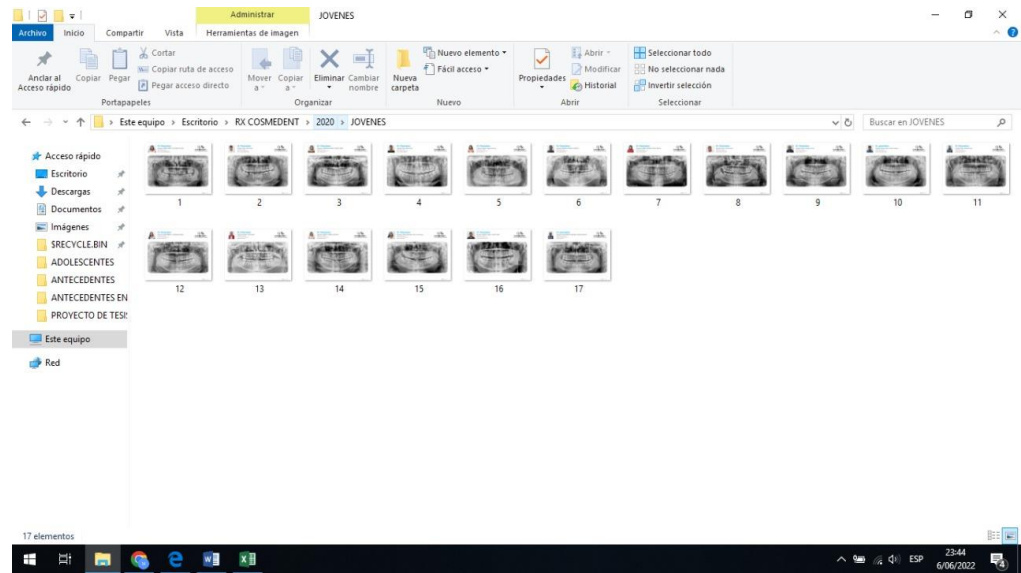 Administrar JOVENES
Archivo Inicio Compartir Vista Herramientas de imagen
Anclar al Acceso rápido
Copiar
Pegar
Cortar
Copiar ruta de acceso
Pegar acceso directo
Portapapeles
Mover a
Copiar a
Eliminar
Cambiar nombre
Organizar
Nueva carpeta
Nuevo elemento
Fácil acceso
Nuevo
Propiedades
Abrir
Modificar
Historial
Abrir
Seleccionar todo
No seleccionar nada
Invertir selección
Seleccionar
Este equipo > Escritorio > RX COSMEDENT > 2020 > JOVENES
Buscar en JOVENES
Acceso rápido
Escritorio
Descargas
Documentos
Imágenes
$RECYCLE.BIN
ADOLESCENTES
ANTECEDENTES
ANTECEDENTES EN
PROYECTO DE TESIS
Este equipo
Red
1 2 3 4 5 6 7 8 9 10 11
12 13 14 15 16 17
17 elementos
ESP
23:44
6/06/2022